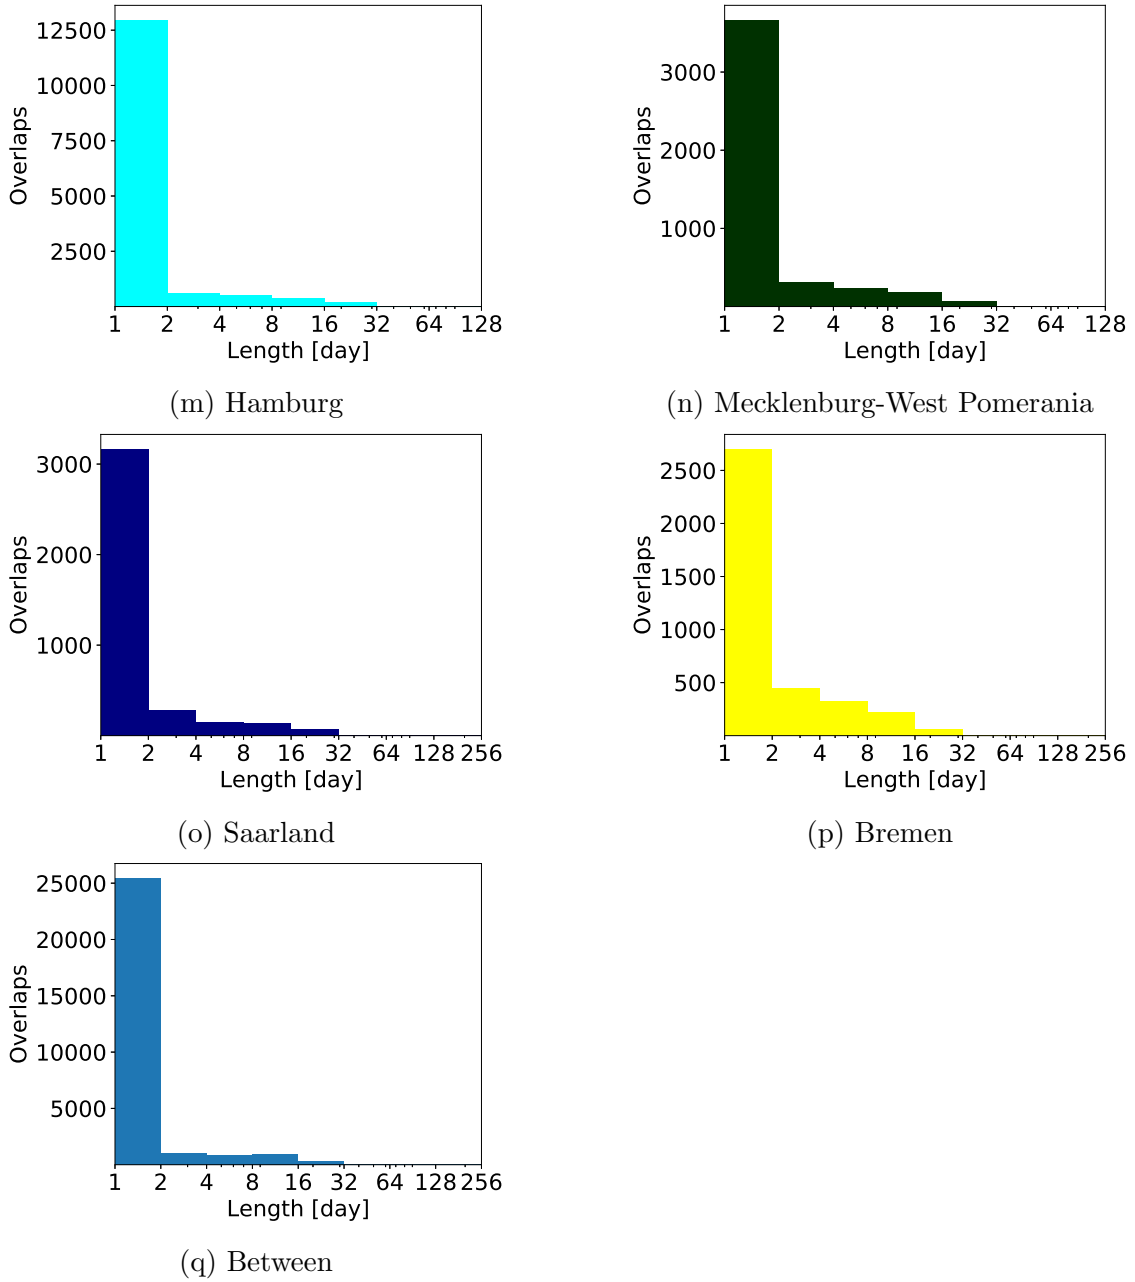 12500
10000
7500
5000
2500
Overlaps
1 2 4 8 16 32 64 128
Length [day]
(m) Hamburg
3000
2000
1000
Overlaps
1 2 4 8 16 32 64 128
Length [day]
(n) Mecklenburg-West Pomerania
3000
2000
1000
Overlaps
1 2 4 8 16 32 64 128 256
Length [day]
(o) Saarland
2500
2000
1500
1000
500
Overlaps
1 2 4 8 16 32 64 128 256
Length [day]
(p) Bremen
25000
20000
15000
10000
5000
Overlaps
1 2 4 8 16 32 64 128 256
Length [day]
(q) Between